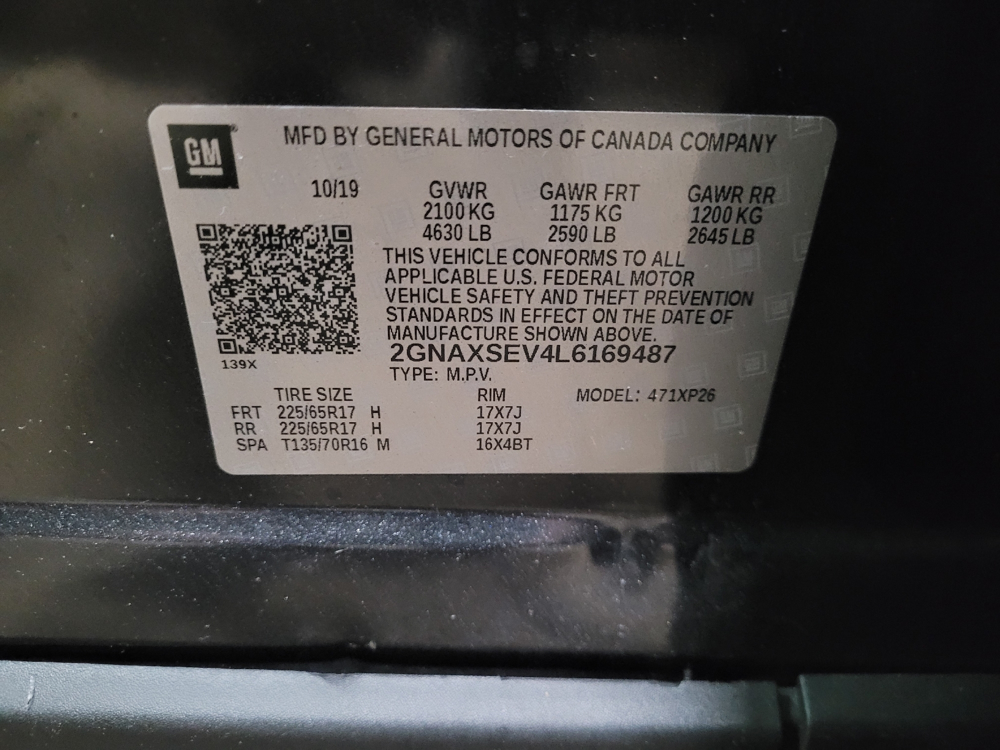 GM
MFD BY GENERAL MOTORS OF CANADA COMPANY
10/19 GVWR GAWR FRT GAWR RR
2100 KG 1175 KG 1200 KG
4630 LB 2590 LB 2645 LB
THIS VEHICLE CONFORMS TO ALL
APPLICABLE U.S. FEDERAL MOTOR
VEHICLE SAFETY AND THEFT PREVENTION
STANDARDS IN EFFECT ON THE DATE OF
MANUFACTURE SHOWN ABOVE.
139X
2GNAXSEV4L6169487
TYPE: M.P.V.
TIRE SIZE RIM MODEL: 471XP26
FRT 225/65R17 H 17X7J
RR 225/65R17 H 17X7J
SPA T135/70R16 M 16X4BT